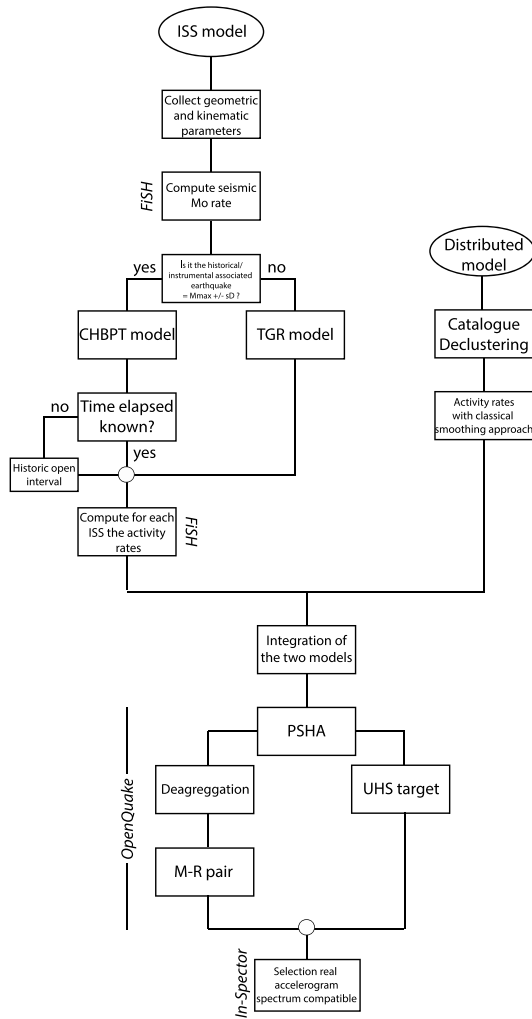 ISS model
Collect geometric
and kinematic
parameters
FiSH
Compute seismic
Mo rate
Is it the historical/
instrumental associated
earthquake
= Mmax +/- sD ?
yes
no
CHBPT model
TGR model
Distributed
model
Catalogue
Declustering
Activity rates
with classical
smoothing approach
Time elapsed
known?
no
yes
Historic open
interval
Compute for each
ISS the activity
rates
FiSH
Integration of
the two models
PSHA
OpenQuake
Deagreggation
UHS target
M-R pair
In-Spector
Selection real
accelerogram
spectrum compatible